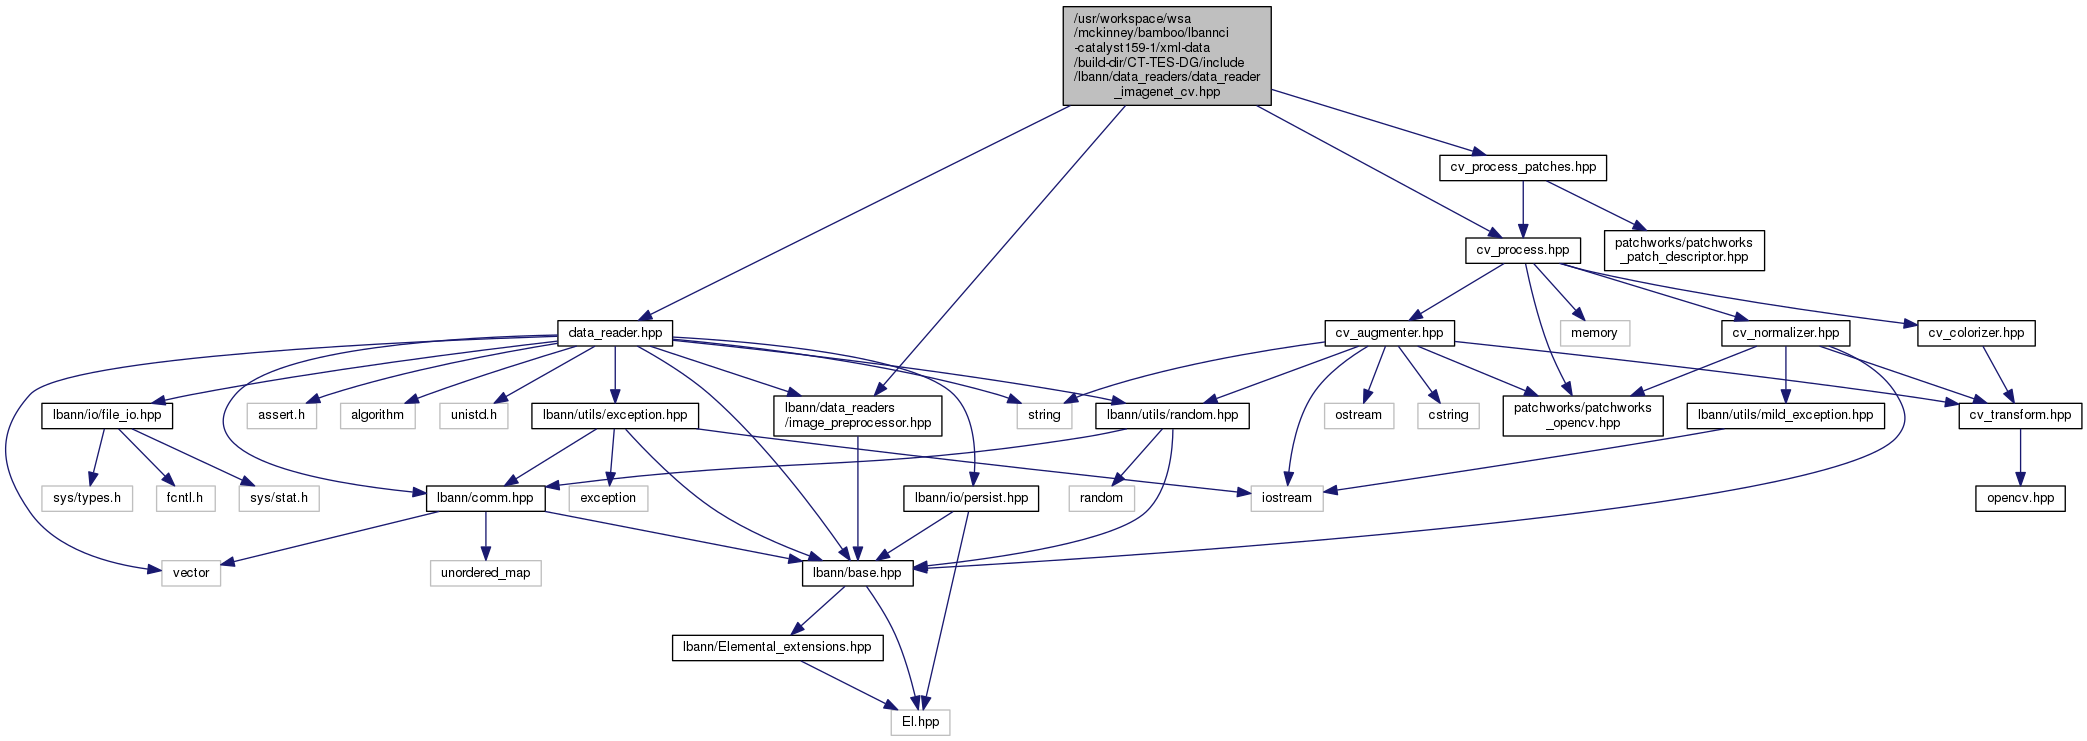 /usr/workspace/wsa
/mckinney/bamboo/lbannci
-catalyst159-1/xml-data
/build-dir/CT-TES-DG/include
/lbann/data_readers/data_reader
_imagenet_cv.hpp
cv_process_patches.hpp
cv_process.hpp
patchworks/patchworks
_patch_descriptor.hpp
data_reader.hpp
cv_augmenter.hpp
memory
cv_normalizer.hpp
cv_colorizer.hpp
lbann/io/file_io.hpp
assert.h
algorithm
unistd.h
lbann/utils/exception.hpp
lbann/data_readers
/image_preprocessor.hpp
string
lbann/utils/random.hpp
ostream
cstring
patchworks/patchworks
_opencv.hpp
lbann/utils/mild_exception.hpp
cv_transform.hpp
sys/types.h
fcntl.h
sys/stat.h
lbann/comm.hpp
exception
lbann/io/persist.hpp
random
iostream
opencv.hpp
vector
unordered_map
lbann/base.hpp
lbann/Elemental_extensions.hpp
El.hpp